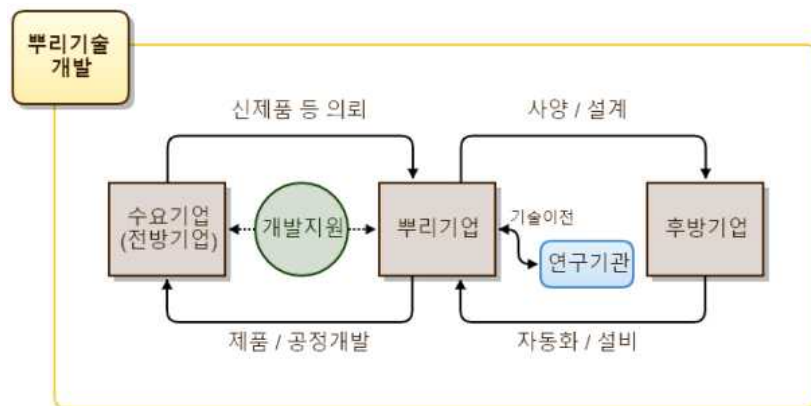 뿌리기술
개발
신제품 등 의뢰
사양 / 설계
수요기업
(전방기업)
개발지원
뿌리기업
기술이전
연구기관
후방기업
제품 / 공정개발
자동화 / 설비